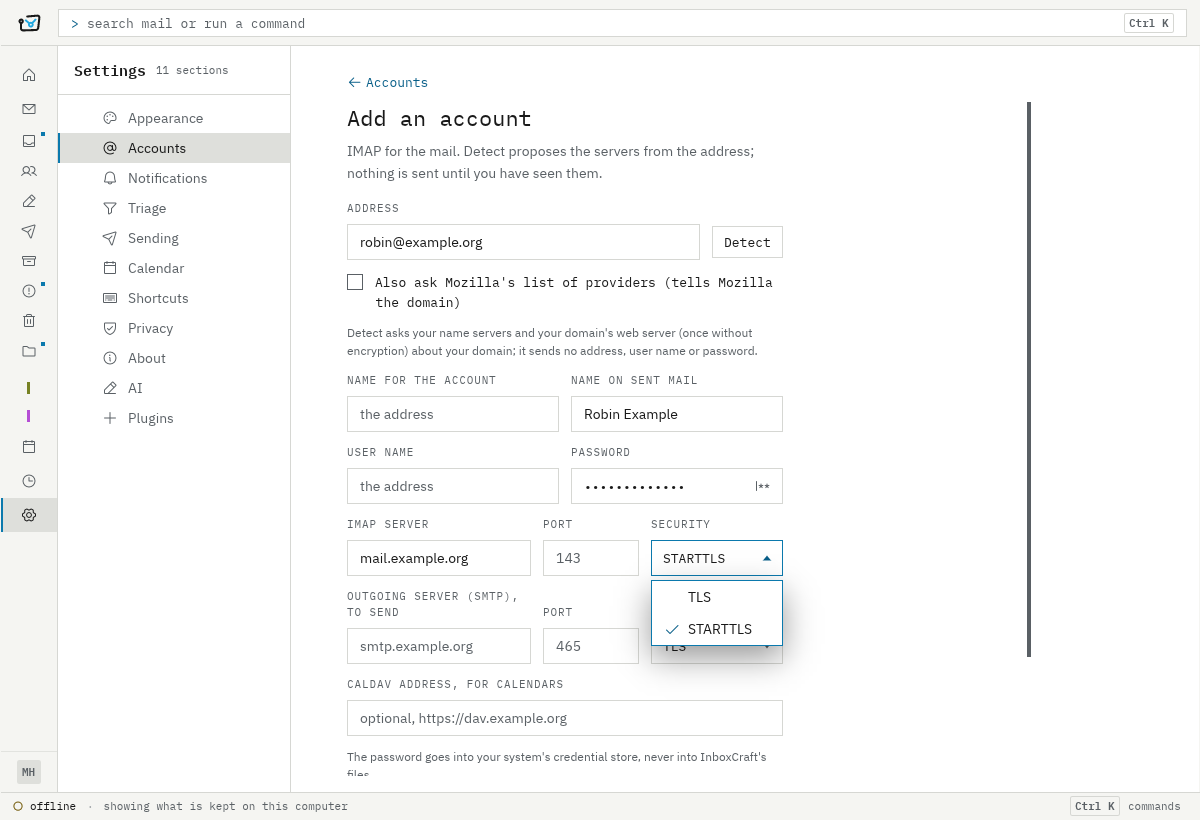 > search mail or run a command Ctrl K
Settings 11 sections
Appearance
Accounts
Notifications
Triage
Sending
Calendar
Shortcuts
Privacy
About
AI
Plugins
← Accounts
Add an account
IMAP for the mail. Detect proposes the servers from the address;
nothing is sent until you have seen them.
ADDRESS
robin@example.org Detect
Also ask Mozilla's list of providers (tells Mozilla
the domain)
Detect asks your name servers and your domain's web server (once without
encryption) about your domain; it sends no address, user name or password.
NAME FOR THE ACCOUNT NAME ON SENT MAIL
the address Robin Example
USER NAME PASSWORD
the address ••••••••••••• |**
IMAP SERVER PORT SECURITY
mail.example.org 143 STARTTLS
TLS
STARTTLS
OUTGOING SERVER (SMTP),
TO SEND PORT
smtp.example.org 465 TLS
CALDAV ADDRESS, FOR CALENDARS
optional, https://dav.example.org
The password goes into your system's credential store, never into InboxCraft's
files
MH
offline · showing what is kept on this computer Ctrl K commands